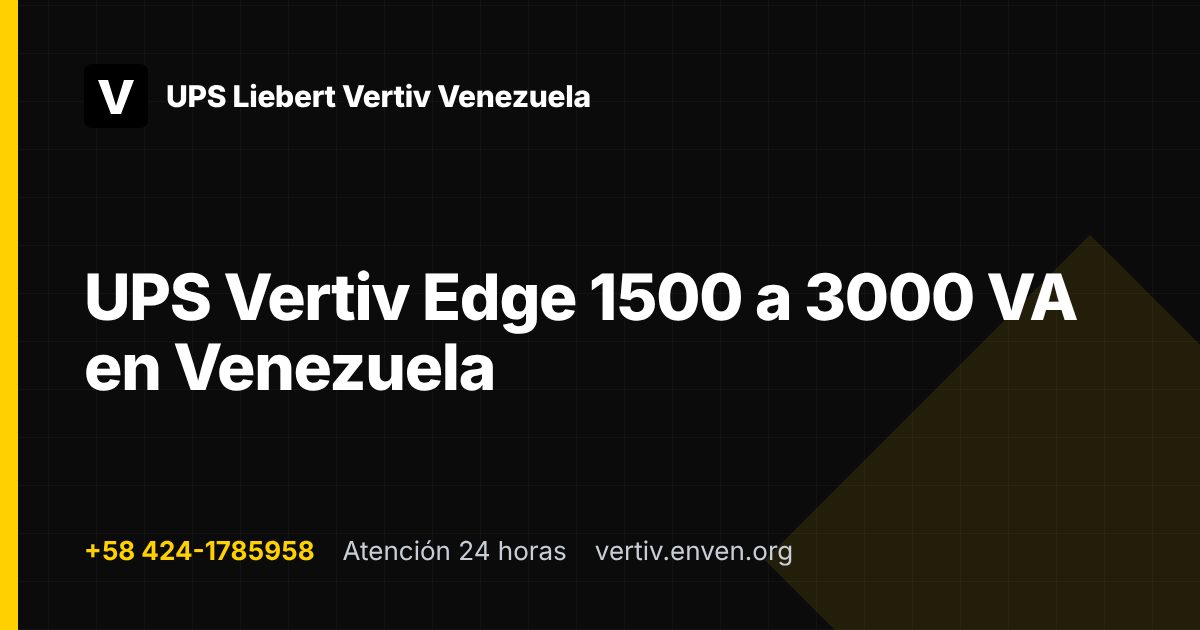 V
UPS Liebert Vertiv Venezuela
UPS Vertiv Edge 1500 a 3000 VA
en Venezuela
+58 424-1785958 Atención 24 horas vertiv.enven.org